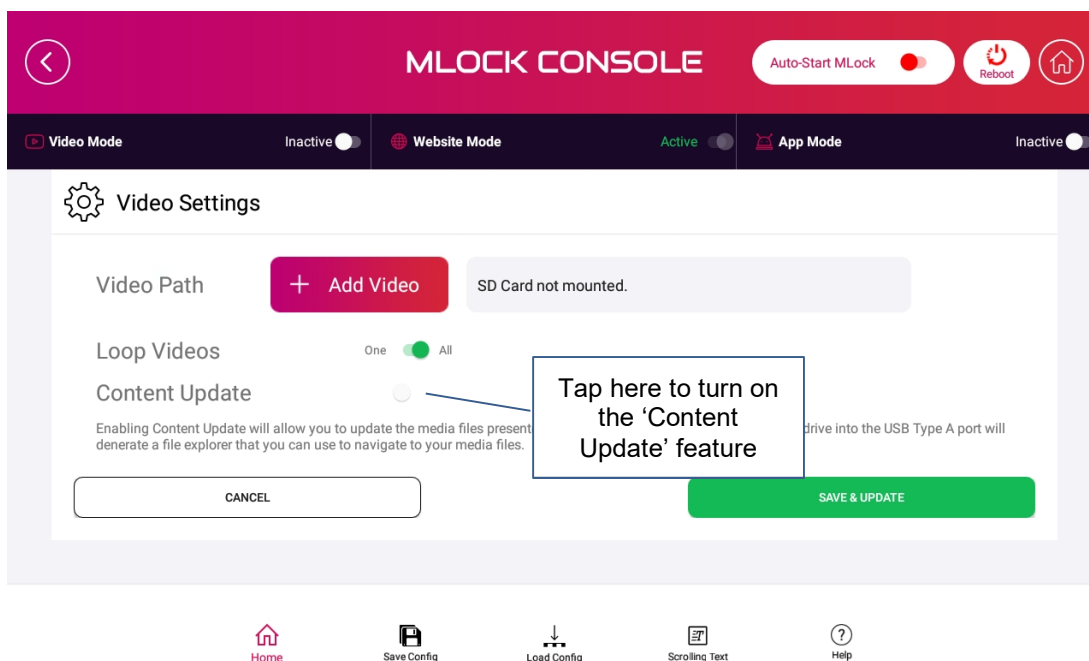 MLOCK CONSOLE
Auto-Start MLock
Reboot
Video Mode
Inactive
Website Mode
Active
App Mode
Inactive
Video Settings
Video Path
+ Add Video
SD Card not mounted.
Loop Videos
One
All
Content Update
Tap here to turn on
the ‘Content
Update’ feature
Enabling Content Update will allow you to update the media files present drive into the USB Type A port will
denerate a file explorer that you can use to navigate to your media files.
CANCEL
SAVE & UPDATE
Home
Save Config
Load Config
Scrolling Text
Help